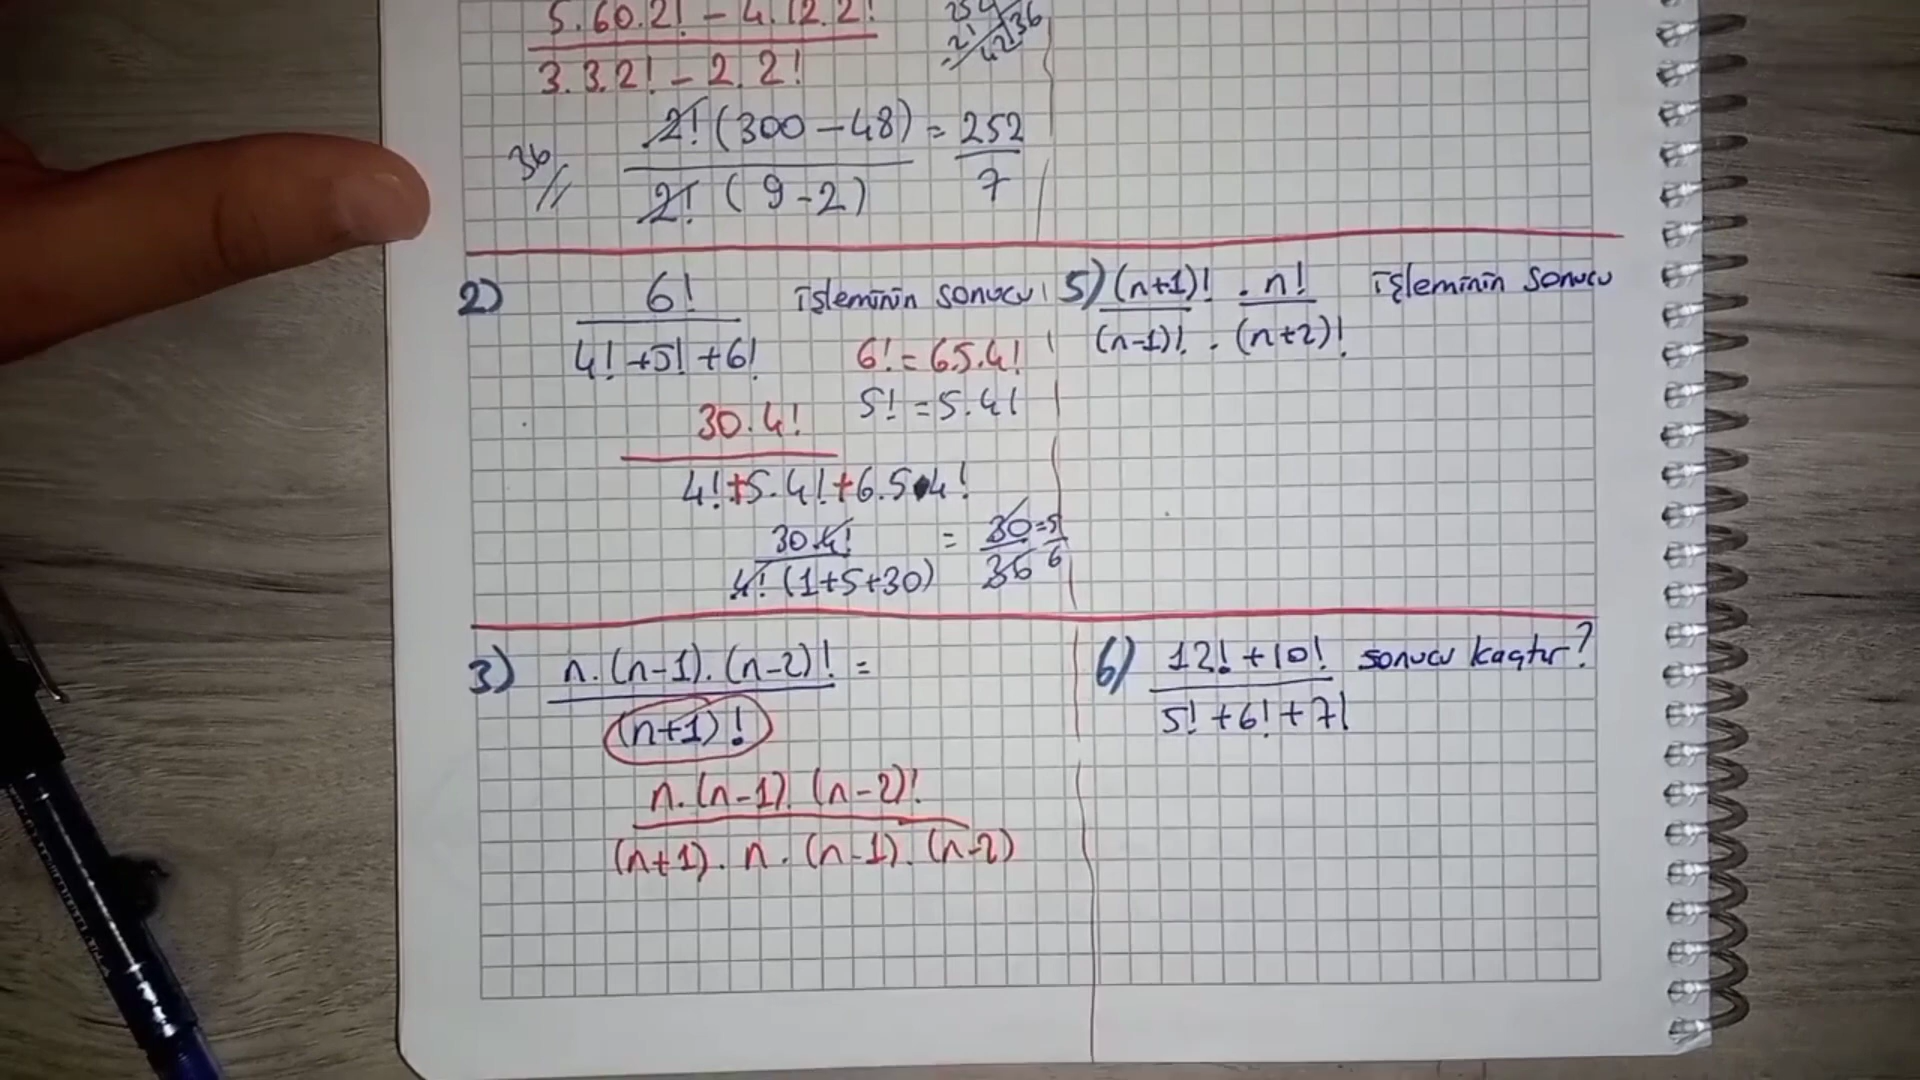 5.60.2! - 4.12.2!
3.3.2! - 2.2!
2! (300 - 48) = 252
2! (9 - 2) 7
36
2) 6! işleminin sonucu
4! + 5! + 6!
6! = 6.5.4!
5! = 5.4!
30.4!
4! + 5.4! + 6.5.4!
30.4! = 30 = 5
4! (1+5+30) 36 6
3) n.(n-1).(n-2)! =
(n+1)!
n.(n-1) (n-2)!
(n+1).n.(n-1).(n-2)
5) (n+1)! . n! işleminin sonucu
(n-1)! . (n+2)!
6) 12! + 10! sonucu kaçtır?
5! + 6! + 7!